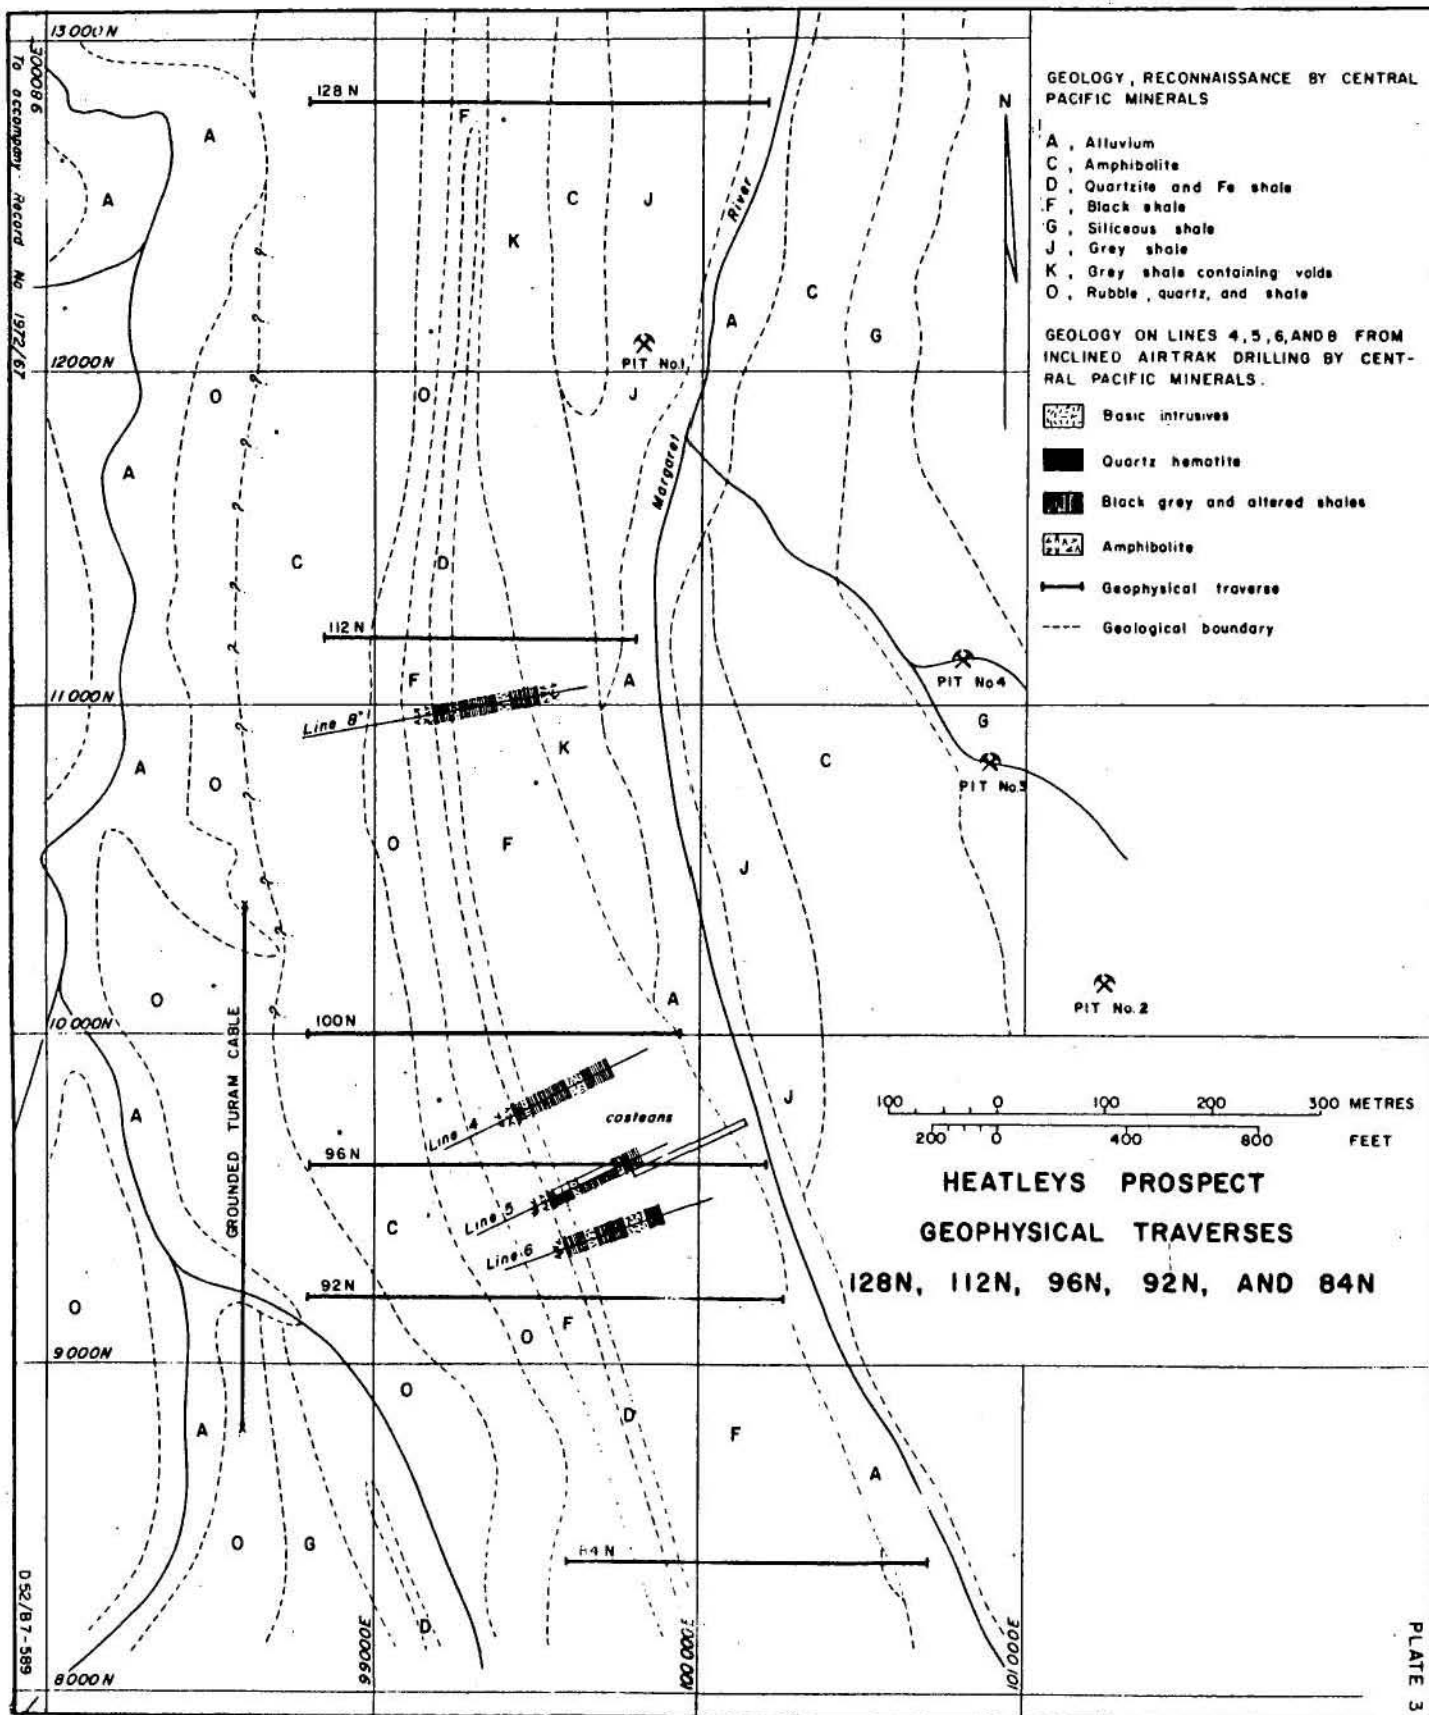 13000N
300086
To accompany Record No 1972/67
128 N
F
A
A
C
J
K
River
N
GEOLOGY, RECONNAISSANCE BY CENTRAL
PACIFIC MINERALS
A, Alluvium
C, Amphibolite
D, Quartzite and Fe shale
F, Black shale
G, Siliceous shale
J, Grey shale
K, Grey shale containing voids
O, Rubble, quartz, and shale
GEOLOGY ON LINES 4,5,6, AND 8 FROM
INCLINED AIRTRAK DRILLING BY CENT-
RAL PACIFIC MINERALS.
Basic intrusives
Quartz hematite
Black grey and altered shales
Amphibolite
Geophysical traverse
Geological boundary
?
?
C
A
G
PIT No.1
12000N
O
O
J
?
A
Margaret
?
C
D
?
112 N
?
F
A
PIT No4
11000N
Line 8
?
G
K
C
A
O
?
PIT No.3
O
F
J
?
?
O
A
PIT No.2
10000N
?
100N
GROUNDED TURAM CABLE
A
J
Line 4
costeans
96N
Line 5
C
Line 6
92N
O
O
F
9000N
O
A
D
F
A
O
G
84N
D
8000N
99000E
100000E
101000E
D52/B7-589
100 0 100 200 300 METRES
200 0 400 800 FEET
HEATLEYS PROSPECT
GEOPHYSICAL TRAVERSES
128N, 112N, 96N, 92N, AND 84N
PLATE 3